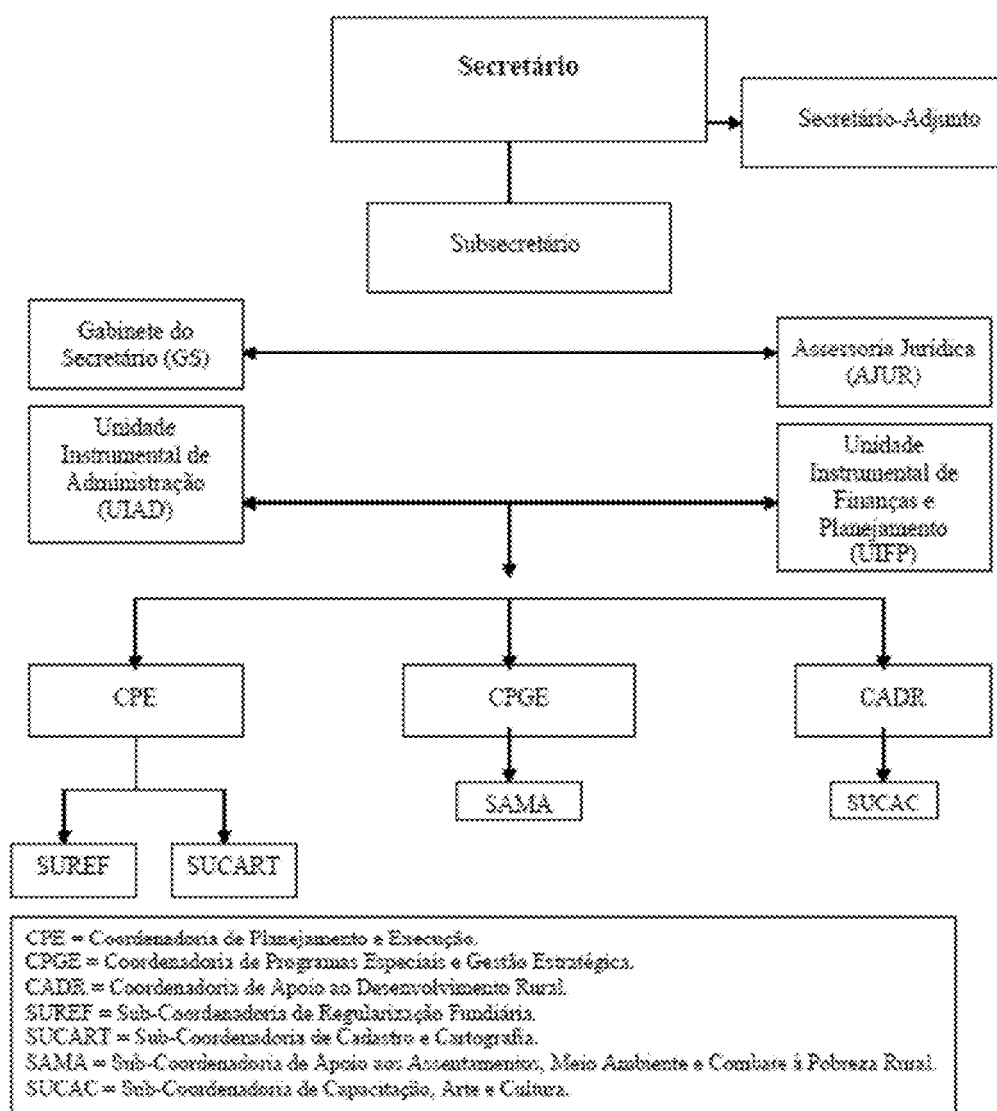 Secretário
Secretário-Adjunto
Subsecretário
Gabinete do
Secretário (GS)
Assessoria Jurídica
(AJUR)
Unidade
Instrumental de
Administração
(UIAD)
Unidade
Instrumental de
Finanças e
Planejamento
(UIFP)
CPE
CPGE
CADR
SAMA
SUCAC
SUREF
SUCART
CPE = Coordenadoria de Planejamento e Execução.
CPGE = Coordenadoria de Programas Especiais e Gestão Estratégica.
CADR = Coordenadoria de Apoio ao Desenvolvimento Rural.
SUREF = Sub-Coordenadoria de Regularização Fundiária.
SUCART = Sub-Coordenadoria de Cadastro e Cartografia.
SAMA = Sub-Coordenadoria de Apoio aos Assentamentos, Meio Ambiente e Combate à Pobreza Rural.
SUCAC = Sub-Coordenadoria de Capacitação, Arte e Cultura.